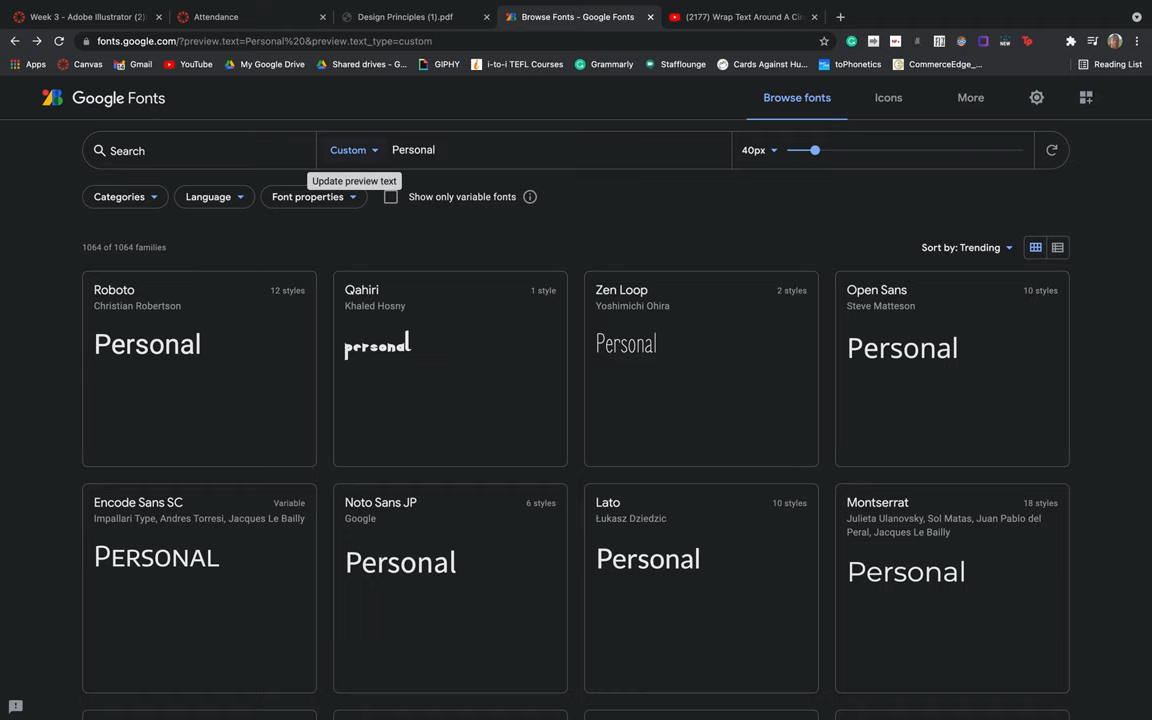 Week 3 - Adobe Illustrator (2)
Attendance
Design Principles (1).pdf
Browse Fonts - Google Fonts
(2177) Wrap Text Around A Cir
fonts.google.com/?preview.text=Personal%20&preview.text_type=custom
Apps
Canvas
Gmail
YouTube
My Google Drive
Shared drives - G...
GIPHY
i-to-i TEFL Courses
Grammarly
Stafflounge
Cards Against Hu...
toPhonetics
CommerceEdge_...
Reading List
Google Fonts
Browse fonts
Icons
More
Search
Custom
Personal
40px
Update preview text
Categories
Language
Font properties
Show only variable fonts
1064 of 1064 families
Sort by: Trending
Roboto
12 styles
Christian Robertson
Personal
Qahiri
1 style
Khaled Hosny
personal
Zen Loop
2 styles
Yoshimichi Ohira
Personal
Open Sans
10 styles
Steve Matteson
Personal
Encode Sans SC
Variable
Impallari Type, Andres Torresi, Jacques Le Bailly
PERSONAL
Noto Sans JP
6 styles
Google
Personal
Lato
10 styles
Łukasz Dziedzic
Personal
Montserrat
18 styles
Julieta Ulanovsky, Sol Matas, Juan Pablo del
Peral, Jacques Le Bailly
Personal